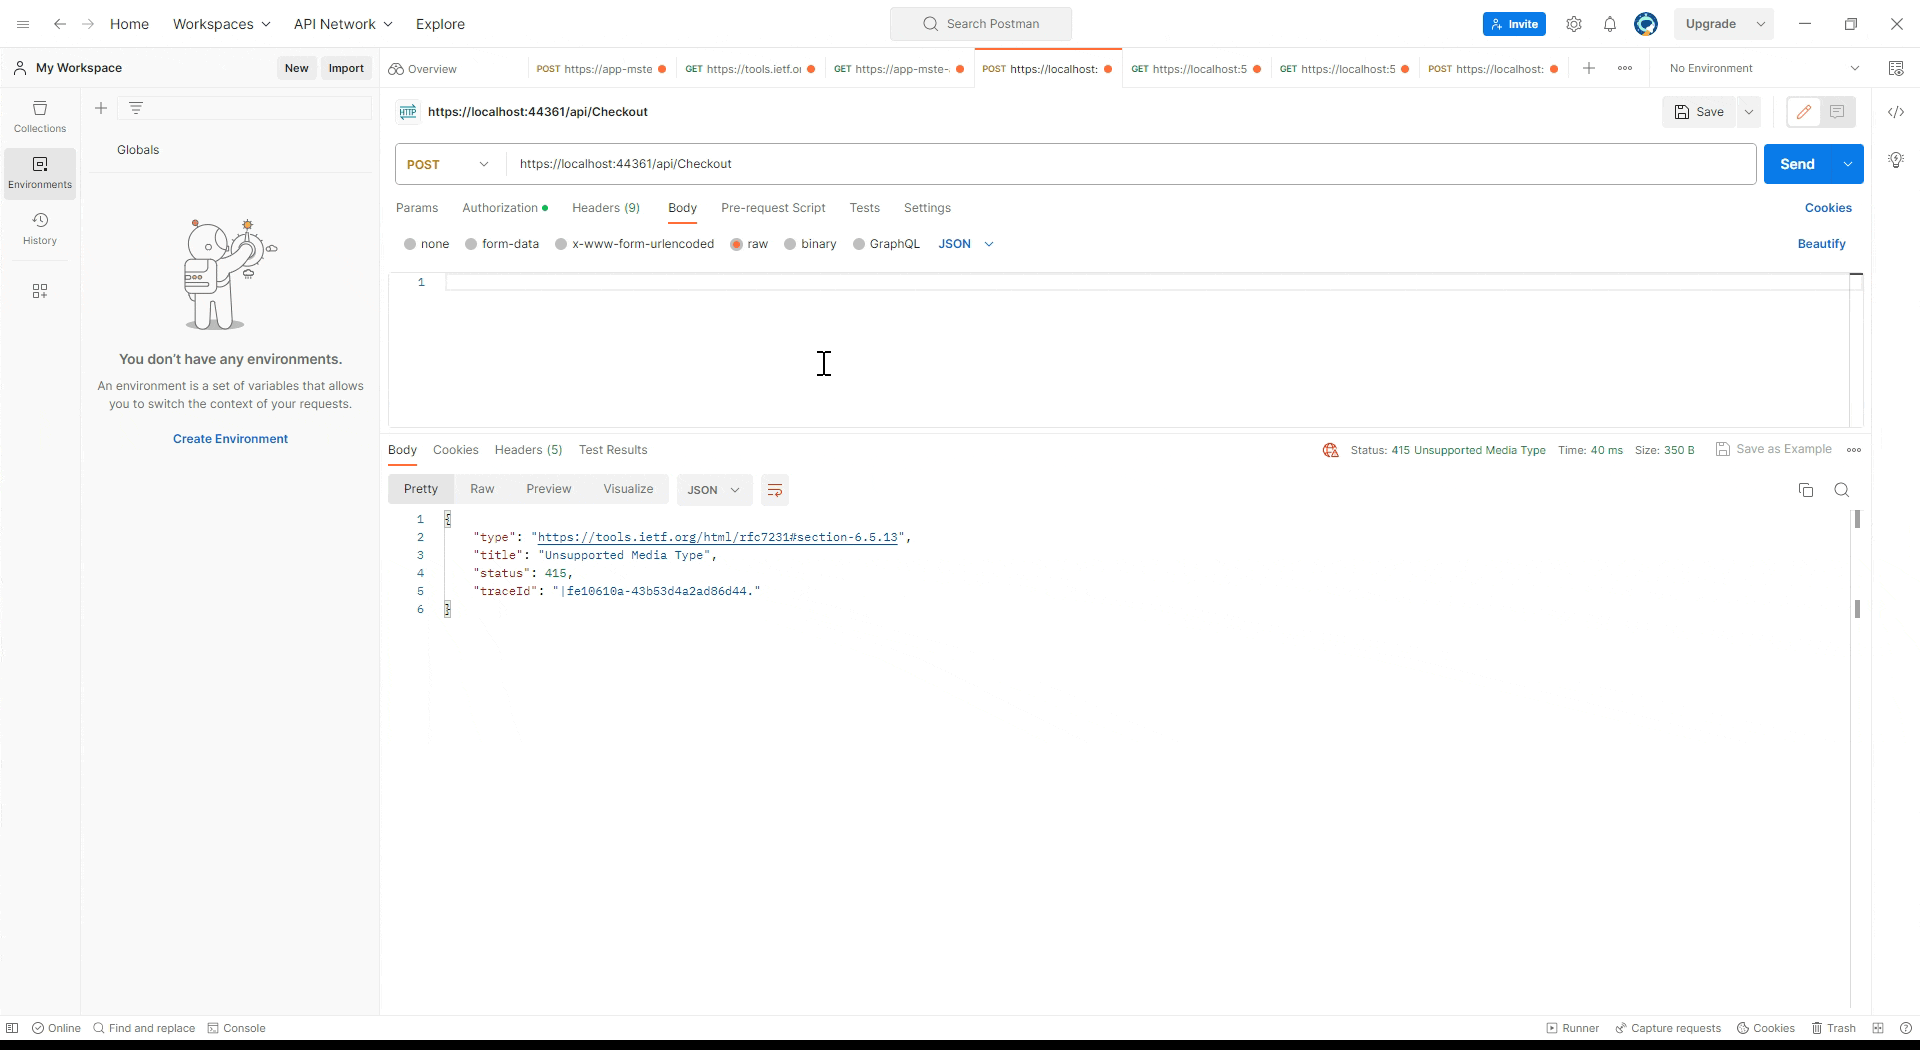 Home
Workspaces
API Network
Explore
Search Postman
Invite
Upgrade
My Workspace
New
Import
Overview
POST https://app-mste
GET https://tools.ietf.or
GET https://app-mste-
POST https://localhost:
GET https://localhost:5
GET https://localhost:5
POST https://localhost:
No Environment
Collections
Environments
History
Globals
You don't have any environments.
An environment is a set of variables that allows
you to switch the context of your requests.
Create Environment
HTTP https://localhost:44361/api/Checkout
Save
POST
https://localhost:44361/api/Checkout
Send
Params
Authorization
Headers (9)
Body
Pre-request Script
Tests
Settings
Cookies
none
form-data
x-www-form-urlencoded
raw
binary
GraphQL
JSON
Beautify
1
Body
Cookies
Headers (5)
Test Results
Status: 415 Unsupported Media Type
Time: 40 ms
Size: 350 B
Save as Example
Pretty
Raw
Preview
Visualize
JSON
1 {
2 "type": "https://tools.ietf.org/html/rfc7231#section-6.5.13",
3 "title": "Unsupported Media Type",
4 "status": 415,
5 "traceId": "|fe10610a-43b53d4a2ad86d44."
6 }
Online
Find and replace
Console
Runner
Capture requests
Cookies
Trash